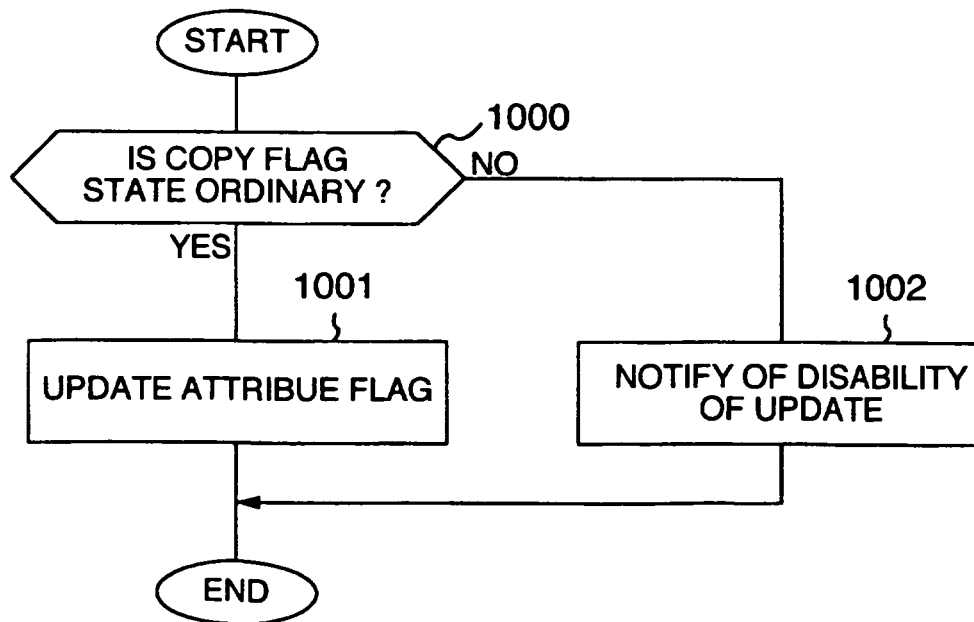 START
1000
IS COPY FLAG
STATE ORDINARY ?
NO
YES
1001
1002
UPDATE ATTRIBUE FLAG
NOTIFY OF DISABILITY
OF UPDATE
END